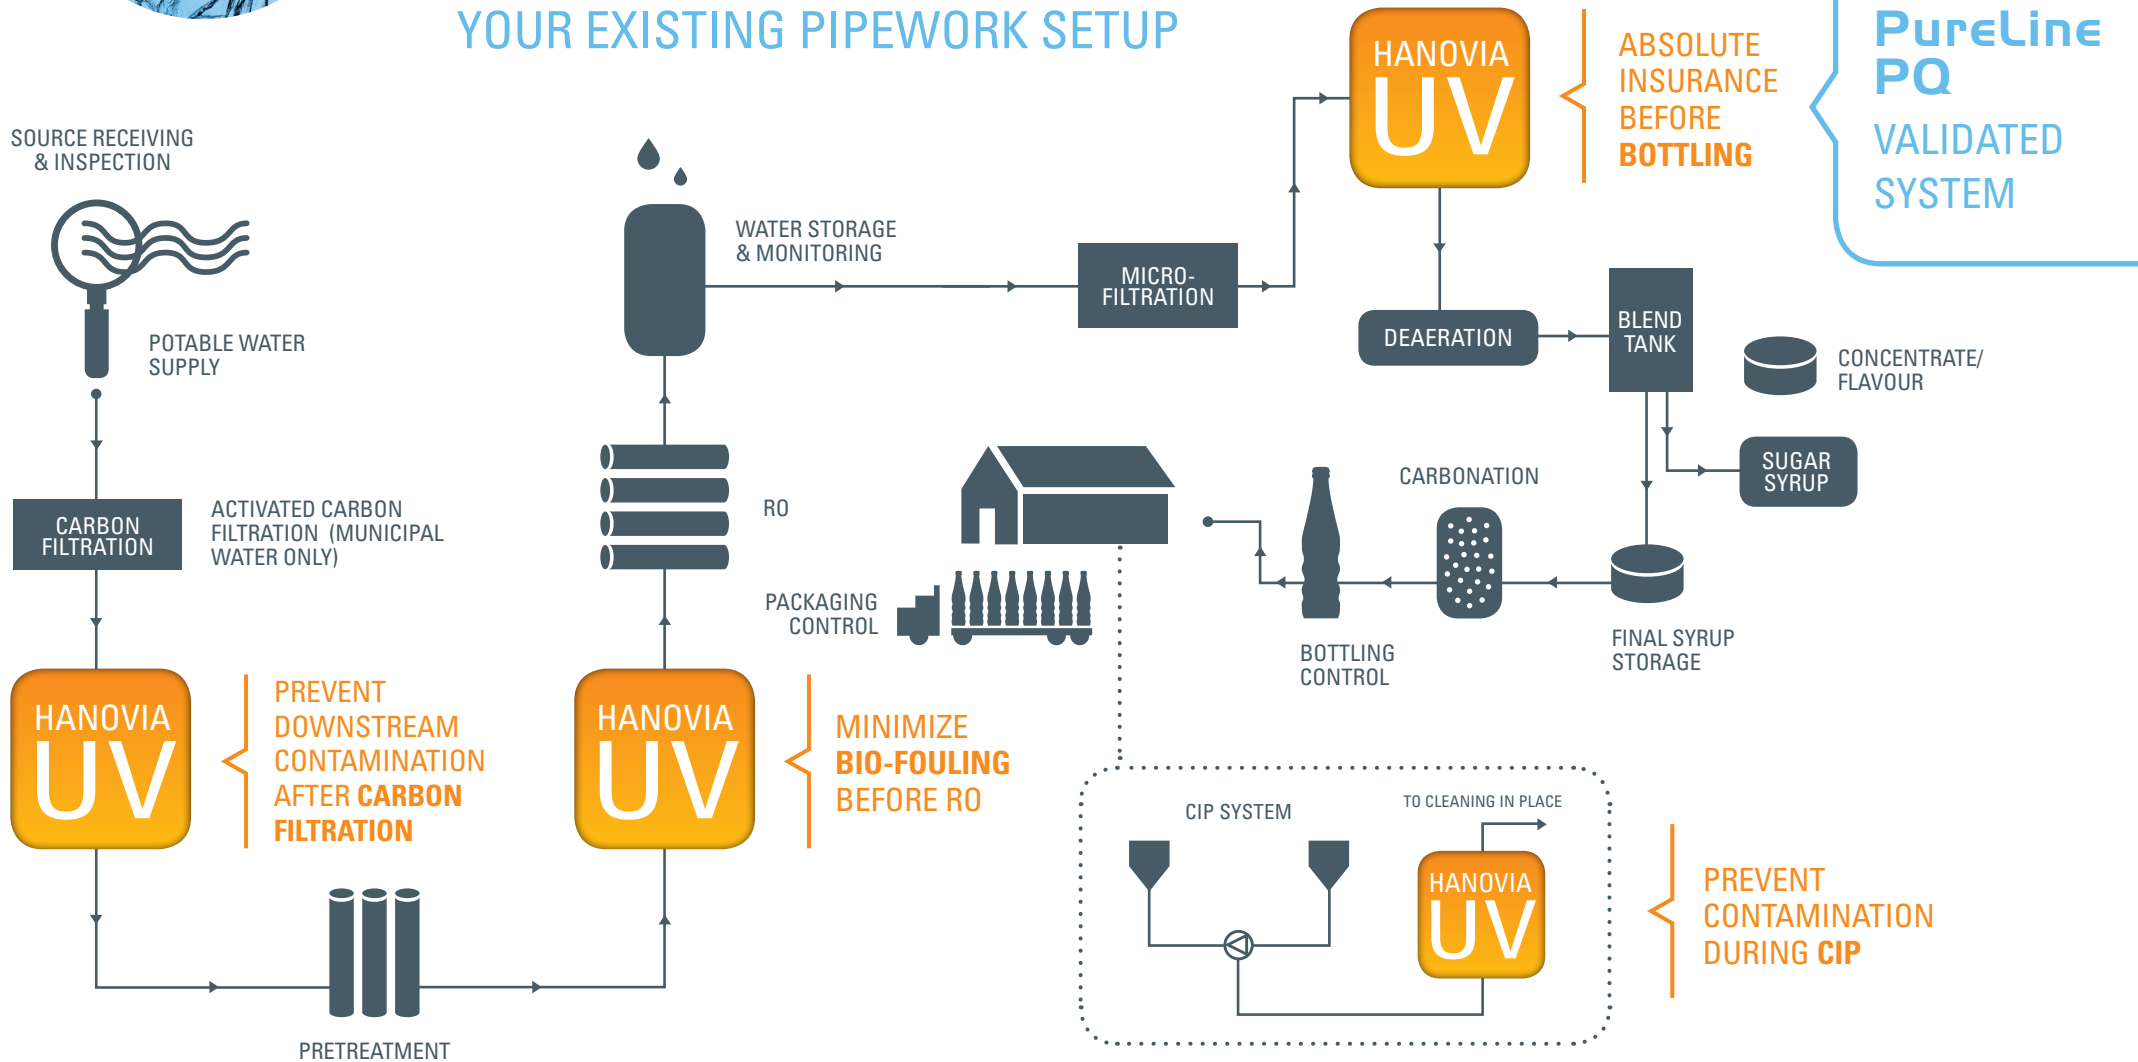 YOUR EXISTING PIPEWORK SETUP
HANOVIA
UV
ABSOLUTE
INSURANCE
BEFORE
BOTTLING
PureLine
PQ
VALIDATED
SYSTEM
SOURCE RECEIVING
& INSPECTION
POTABLE WATER
SUPPLY
WATER STORAGE
& MONITORING
MICRO-
FILTRATION
DEAERATION
BLEND
TANK
CONCENTRATE/
FLAVOUR
SUGAR
SYRUP
CARBON
FILTRATION
ACTIVATED CARBON
FILTRATION (MUNICIPAL
WATER ONLY)
RO
CARBONATION
PACKAGING
CONTROL
BOTTLING
CONTROL
FINAL SYRUP
STORAGE
HANOVIA
UV
PREVENT
DOWNSTREAM
CONTAMINATION
AFTER CARBON
FILTRATION
HANOVIA
UV
MINIMIZE
BIO-FOULING
BEFORE RO
CIP SYSTEM
TO CLEANING IN PLACE
HANOVIA
UV
PREVENT
CONTAMINATION
DURING CIP
PRETREATMENT